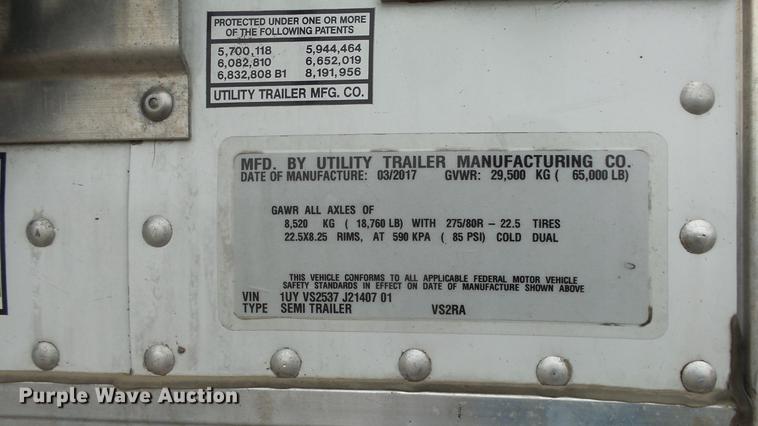 PROTECTED UNDER ONE OR MORE
OF THE FOLLOWING PATENTS
5,700,118 5,944,464
6,082,810 6,652,019
6,832,808 B1 8,191,956
UTILITY TRAILER MFG. CO.
MFD. BY UTILITY TRAILER MANUFACTURING CO.
DATE OF MANUFACTURE: 03/2017 GVWR: 29,500 KG ( 65,000 LB)
GAWR ALL AXLES OF
8,520 KG ( 18,760 LB) WITH 275/80R - 22.5 TIRES
22.5X8.25 RIMS, AT 590 KPA ( 85 PSI) COLD DUAL
THIS VEHICLE CONFORMS TO ALL APPLICABLE FEDERAL MOTOR VEHICLE
SAFETY STANDARDS IN EFFECT ON DATE OF MANUFACTURE SHOWN ABOVE
VIN 1UY VS2537 J21407 01
TYPE SEMI TRAILER VS2RA
Purple Wave Auction